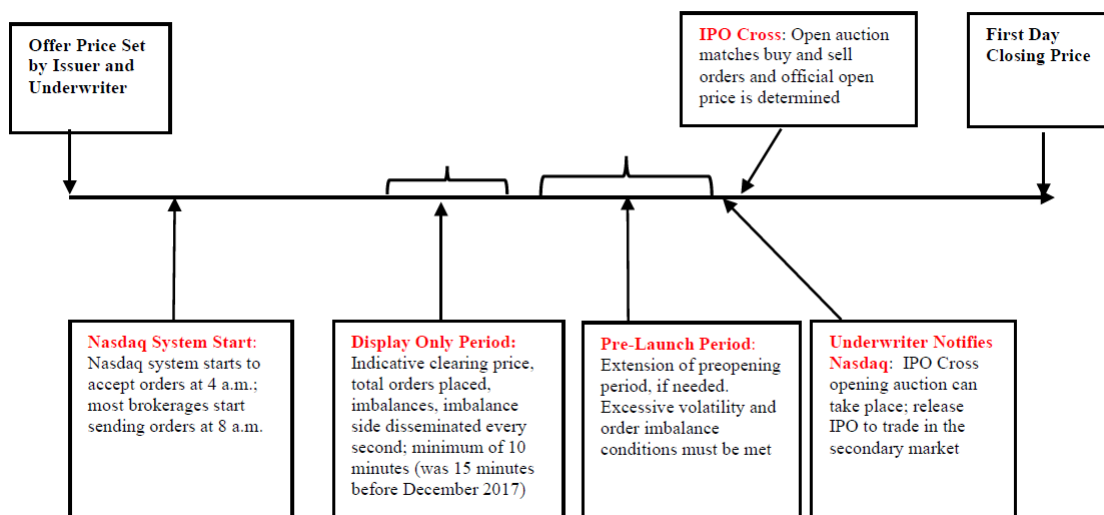 Offer Price Set
by Issuer and
Underwriter
IPO Cross: Open auction
matches buy and sell
orders and official open
price is determined
First Day
Closing Price
Nasdaq System Start:
Nasdaq system starts to
accept orders at 4 a.m.;
most brokerages start
sending orders at 8 a.m.
Display Only Period:
Indicative clearing price,
total orders placed,
imbalances, imbalance
side disseminated every
second; minimum of 10
minutes (was 15 minutes
before December 2017)
Pre-Launch Period:
Extension of preopening
period, if needed.
Excessive volatility and
order imbalance
conditions must be met
Underwriter Notifies
Nasdaq: IPO Cross
opening auction can
take place; release
IPO to trade in the
secondary market